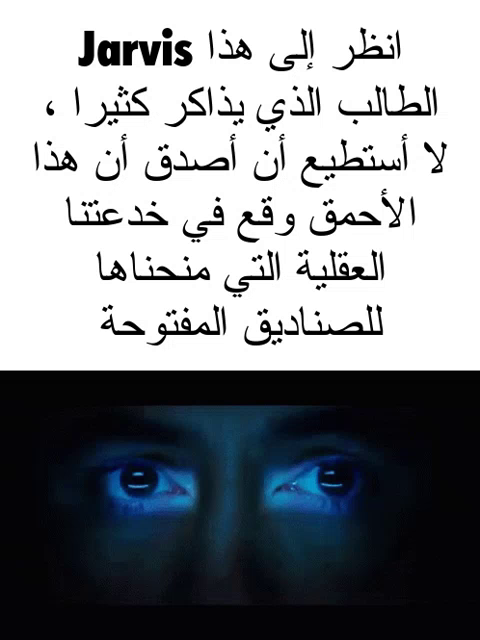 انظر إلى هذا Jarvis
الطالب الذي يذاكر كثيرا ،
لا أستطيع أن أصدق أن هذا
الأحمق وقع في خدعتنا
العقلية التي منحناها
للصناديق المفتوحة